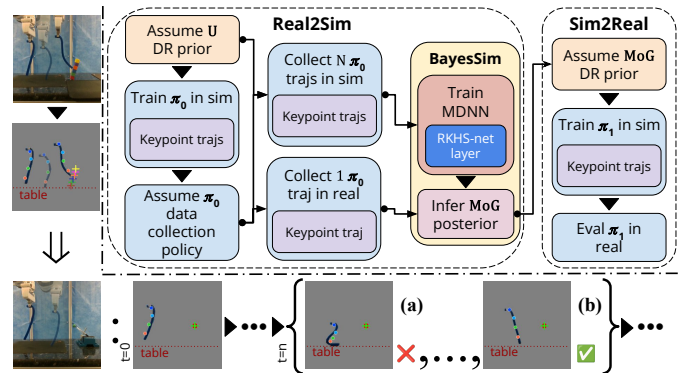 Real2Sim
Sim2Real
Assume U
DR prior
Train π₀ in sim
Keypoint trajs
Assume π₀
data
collection
policy
Collect N π₀
trajs in sim
Keypoint trajs
Collect 1 π₀
traj in real
Keypoint traj
BayesSim
Train
MDNN
RKHS-net
layer
Infer MoG
posterior
Assume MoG
DR prior
Train π₁ in sim
Keypoint trajs
Eval π₁ in
real
table
t=0
table
t=n
(a)
table
(b)
table